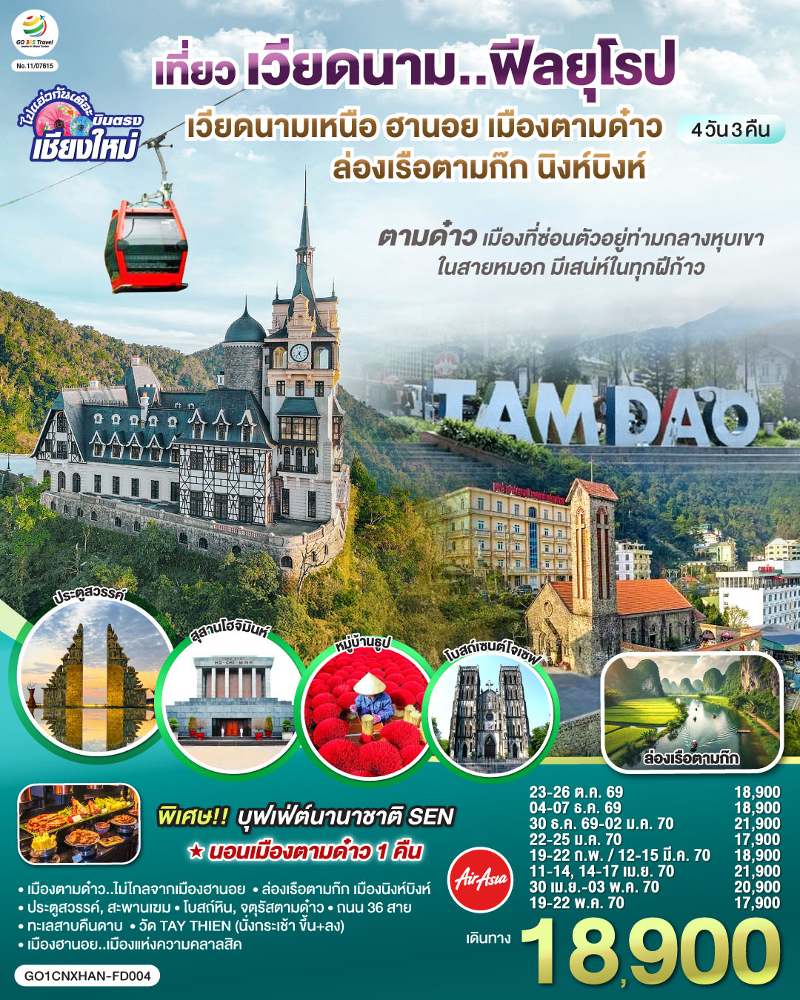 GO 365 Travel
No.11/07615
ไปแอ่วกันเต๊อะ
บินตรง
เชียงใหม่
เที่ยว เวียดนาม..ฟีลยุโรป
เวียดนามเหนือ ฮานอย เมืองตามด๋าว
4 วัน 3 คืน
ล่องเรือตามก๊ก นิงห์บิงห์
ตามด๋าว เมืองที่ซ่อนตัวอยู่ท่ามกลางหุบเขา
ในสายหมอก มีเสน่ห์ในทุกฝีก้าว
TAM DAO
ประตูสวรรค์
สุสานโฮจิมินห์
HO-CHI-MINH
หมู่บ้านธูป
โบสถ์เซนต์โจเซฟ
ล่องเรือตามก๊ก
พิเศษ!! บุฟเฟ่ต์นานาชาติ SEN
★ นอนเมืองตามด๋าว 1 คืน
• เมืองตามด๋าว..ไม่ไกลจากเมืองฮานอย • ล่องเรือตามก๊ก เมืองนิงห์บิงห์
• ประตูสวรรค์, สะพานเขม • โบสถ์หิน, จตุรัสตามด๋าว • ถนน 36 สาย
• ทะเลสาบคืนดาบ • วัด TAY THIEN (นั่งกระเช้า ขึ้น+ลง)
• เมืองฮานอย..เมืองแห่งความคลาสสิค
GO1CNXHAN-FD004
AirAsia
23-26 ต.ค. 69 18,900
04-07 ธ.ค. 69 18,900
30 ธ.ค. 69-02 ม.ค. 70 21,900
22-25 ม.ค. 70 17,900
19-22 ก.พ. / 12-15 มี.ค. 70 18,900
11-14, 14-17 เม.ย. 70 21,900
30 เม.ย.-03 พ.ค. 70 20,900
19-22 พ.ค. 70 17,900
เดินทาง 18,900